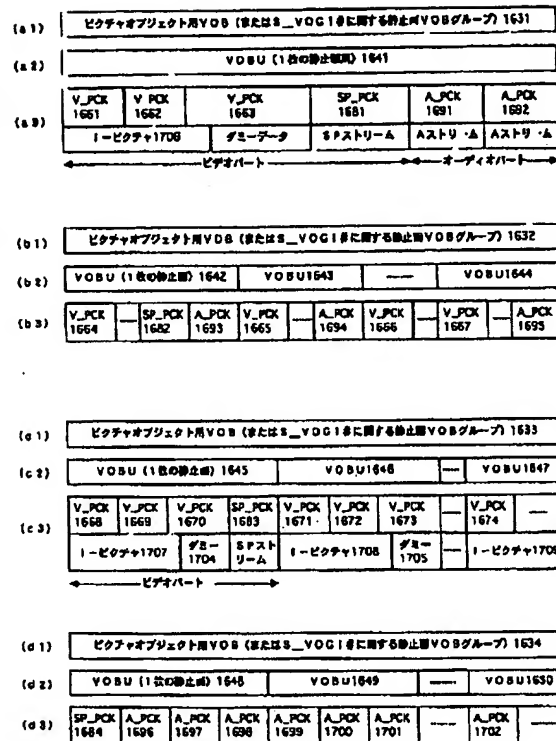 (a1) ピクチャオブジェクト用VOB (またはS__VOGI#に関する静止画VOBグループ) 1631
(a2) VOBU (1枚の静止画) 1641
(a3) V_PCK 1661 V_PCK 1662 V_PCK 1663 SP_PCK 1681 A_PCK 1691 A_PCK 1692
I-ピクチャ1706 ダミーデータ SPストリーム Aストリ-ム Aストリ-ム
ビデオパート オーディオパート
(b1) ピクチャオブジェクト用VOB (またはS__VOGI#に関する静止画VOBグループ) 1632
(b2) VOBU (1枚の静止画) 1642 VOBU1643 ---- VOBU1644
(b3) V_PCK 1664 — SP_PCK 1682 A_PCK 1693 V_PCK 1665 — A_PCK 1694 V_PCK 1666 — V_PCK 1667 — A_PCK 1695
(c1) ピクチャオブジェクト用VOB (またはS__VOGI#に関する静止画VOBグループ) 1633
(c2) VOBU (1枚の静止画) 1645 VOBU1646 ---- VOBU1647
(c3) V_PCK 1668 V_PCK 1669 V_PCK 1670 SP_PCK 1683 V_PCK 1671 V_PCK 1672 V_PCK 1673 — V_PCK 1674 —
I-ピクチャ1707 ダミー 1704 SPストリーム I-ピクチャ1708 ダミー 1705 — I-ピクチャ1709
ビデオパート
(d1) ピクチャオブジェクト用VOB (またはS__VOGI#に関する静止画VOBグループ) 1634
(d2) VOBU (1枚の静止画) 1648 VOBU1649 ---- VOBU1650
(d3) SP_PCK 1684 A_PCK 1696 A_PCK 1697 A_PCK 1698 A_PCK 1699 A_PCK 1700 A_PCK 1701 ---- A_PCK 1702 ----